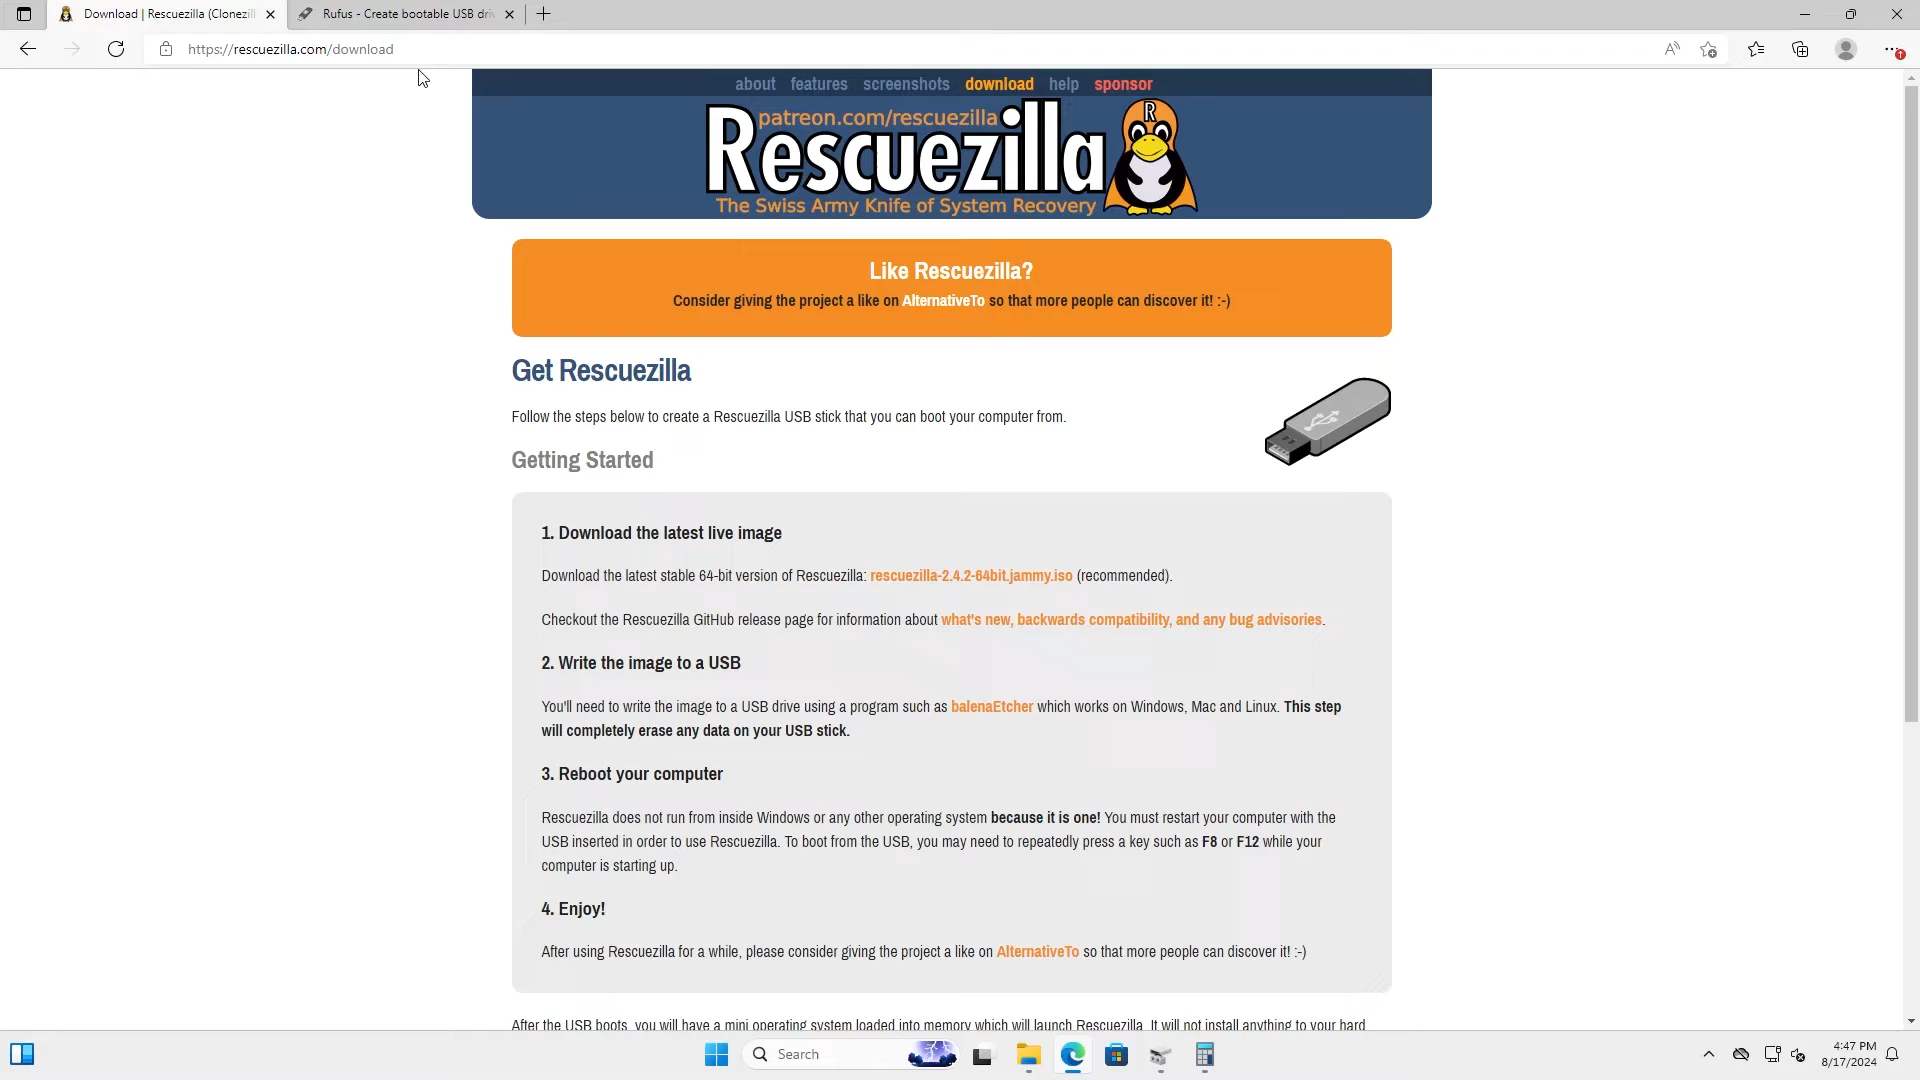 Download | Rescuezilla (Clonezill
Rufus - Create bootable USB driv
https://rescuezilla.com/download
about features screenshots download help sponsor
patreon.com/rescuezilla
R
Rescuezilla
The Swiss Army Knife of System Recovery
Like Rescuezilla?
Consider giving the project a like on AlternativeTo so that more people can discover it! :-)
Get Rescuezilla
Follow the steps below to create a Rescuezilla USB stick that you can boot your computer from.
Getting Started
1. Download the latest live image
Download the latest stable 64-bit version of Rescuezilla: rescuezilla-2.4.2-64bit.jammy.iso (recommended).
Checkout the Rescuezilla GitHub release page for information about what's new, backwards compatibility, and any bug advisories.
2. Write the image to a USB
You'll need to write the image to a USB drive using a program such as balenaEtcher which works on Windows, Mac and Linux. This step
will completely erase any data on your USB stick.
3. Reboot your computer
Rescuezilla does not run from inside Windows or any other operating system because it is one! You must restart your computer with the
USB inserted in order to use Rescuezilla. To boot from the USB, you may need to repeatedly press a key such as F8 or F12 while your
computer is starting up.
4. Enjoy!
After using Rescuezilla for a while, please consider giving the project a like on AlternativeTo so that more people can discover it! :-)
After the USB boots, you will have a mini operating system loaded into memory which will launch Rescuezilla. It will not install anything to your hard
Search
4:47 PM
8/17/2024